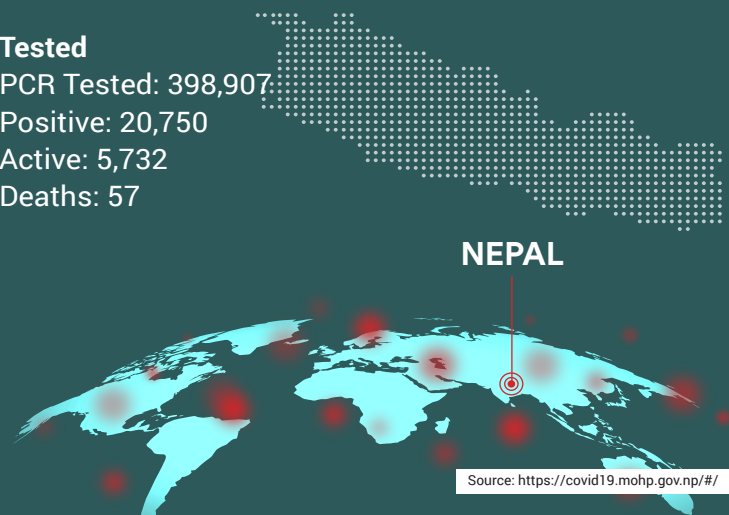 Tested
PCR Tested: 398,907
Positive: 20,750
Active: 5,732
Deaths: 57
NEPAL
Source: https://covid19.mohp.gov.np/#/